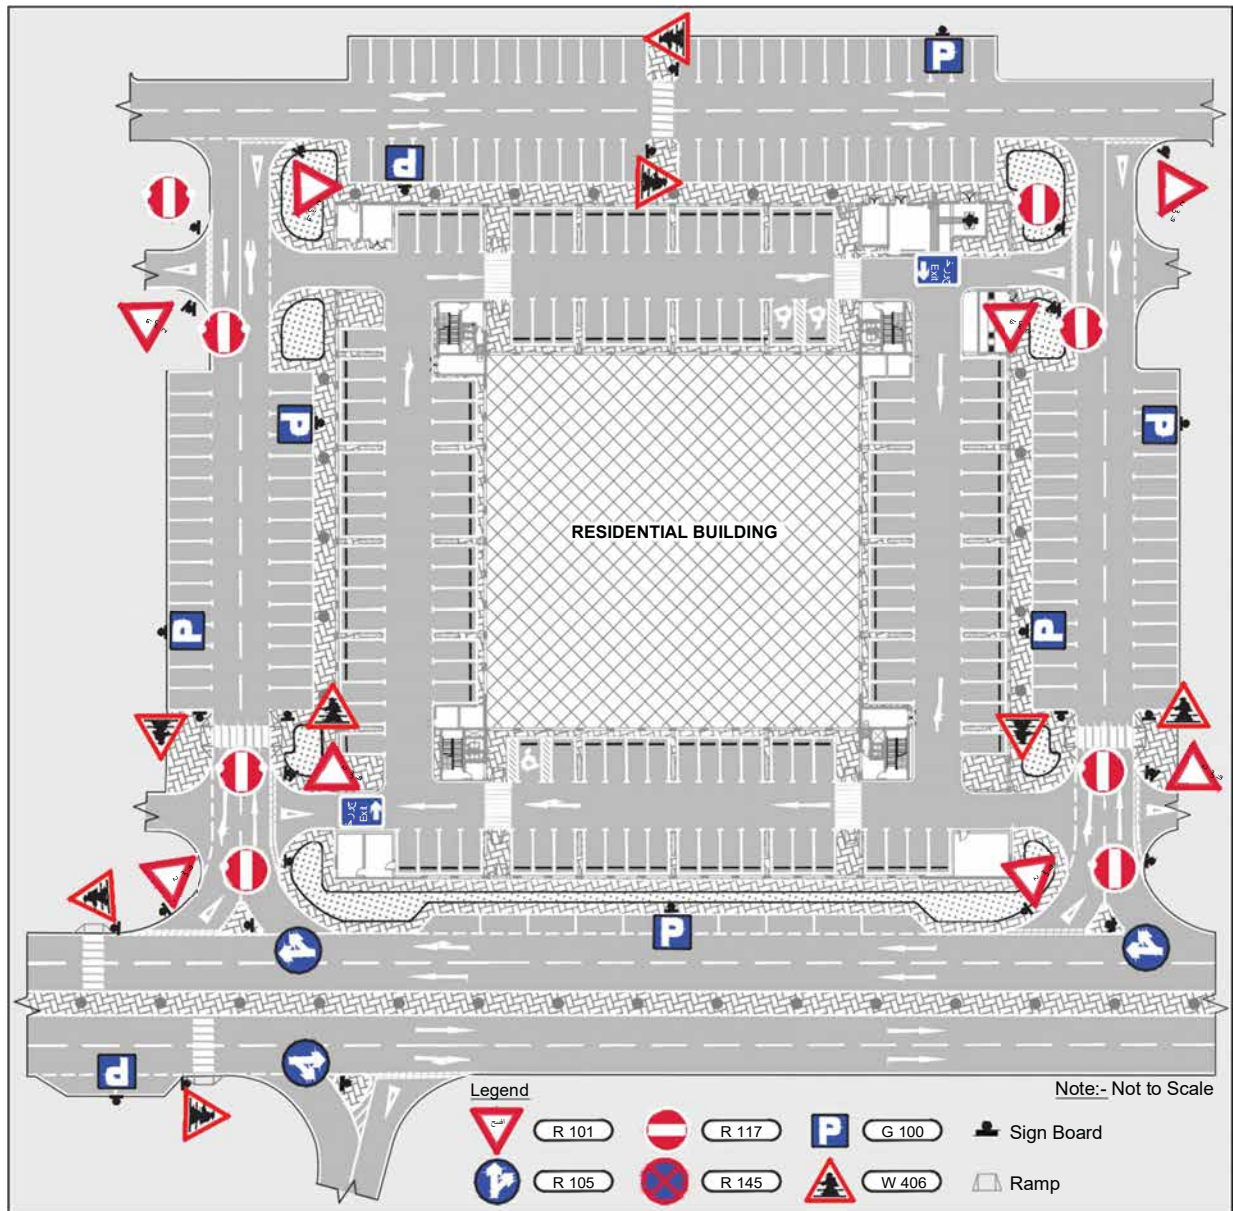 P
P
Exit
P
P
RESIDENTIAL BUILDING
P
P
Exit
P
P
Legend
Note:- Not to Scale
R 101
R 117
P
G 100
Sign Board
R 105
R 145
W 406
Ramp